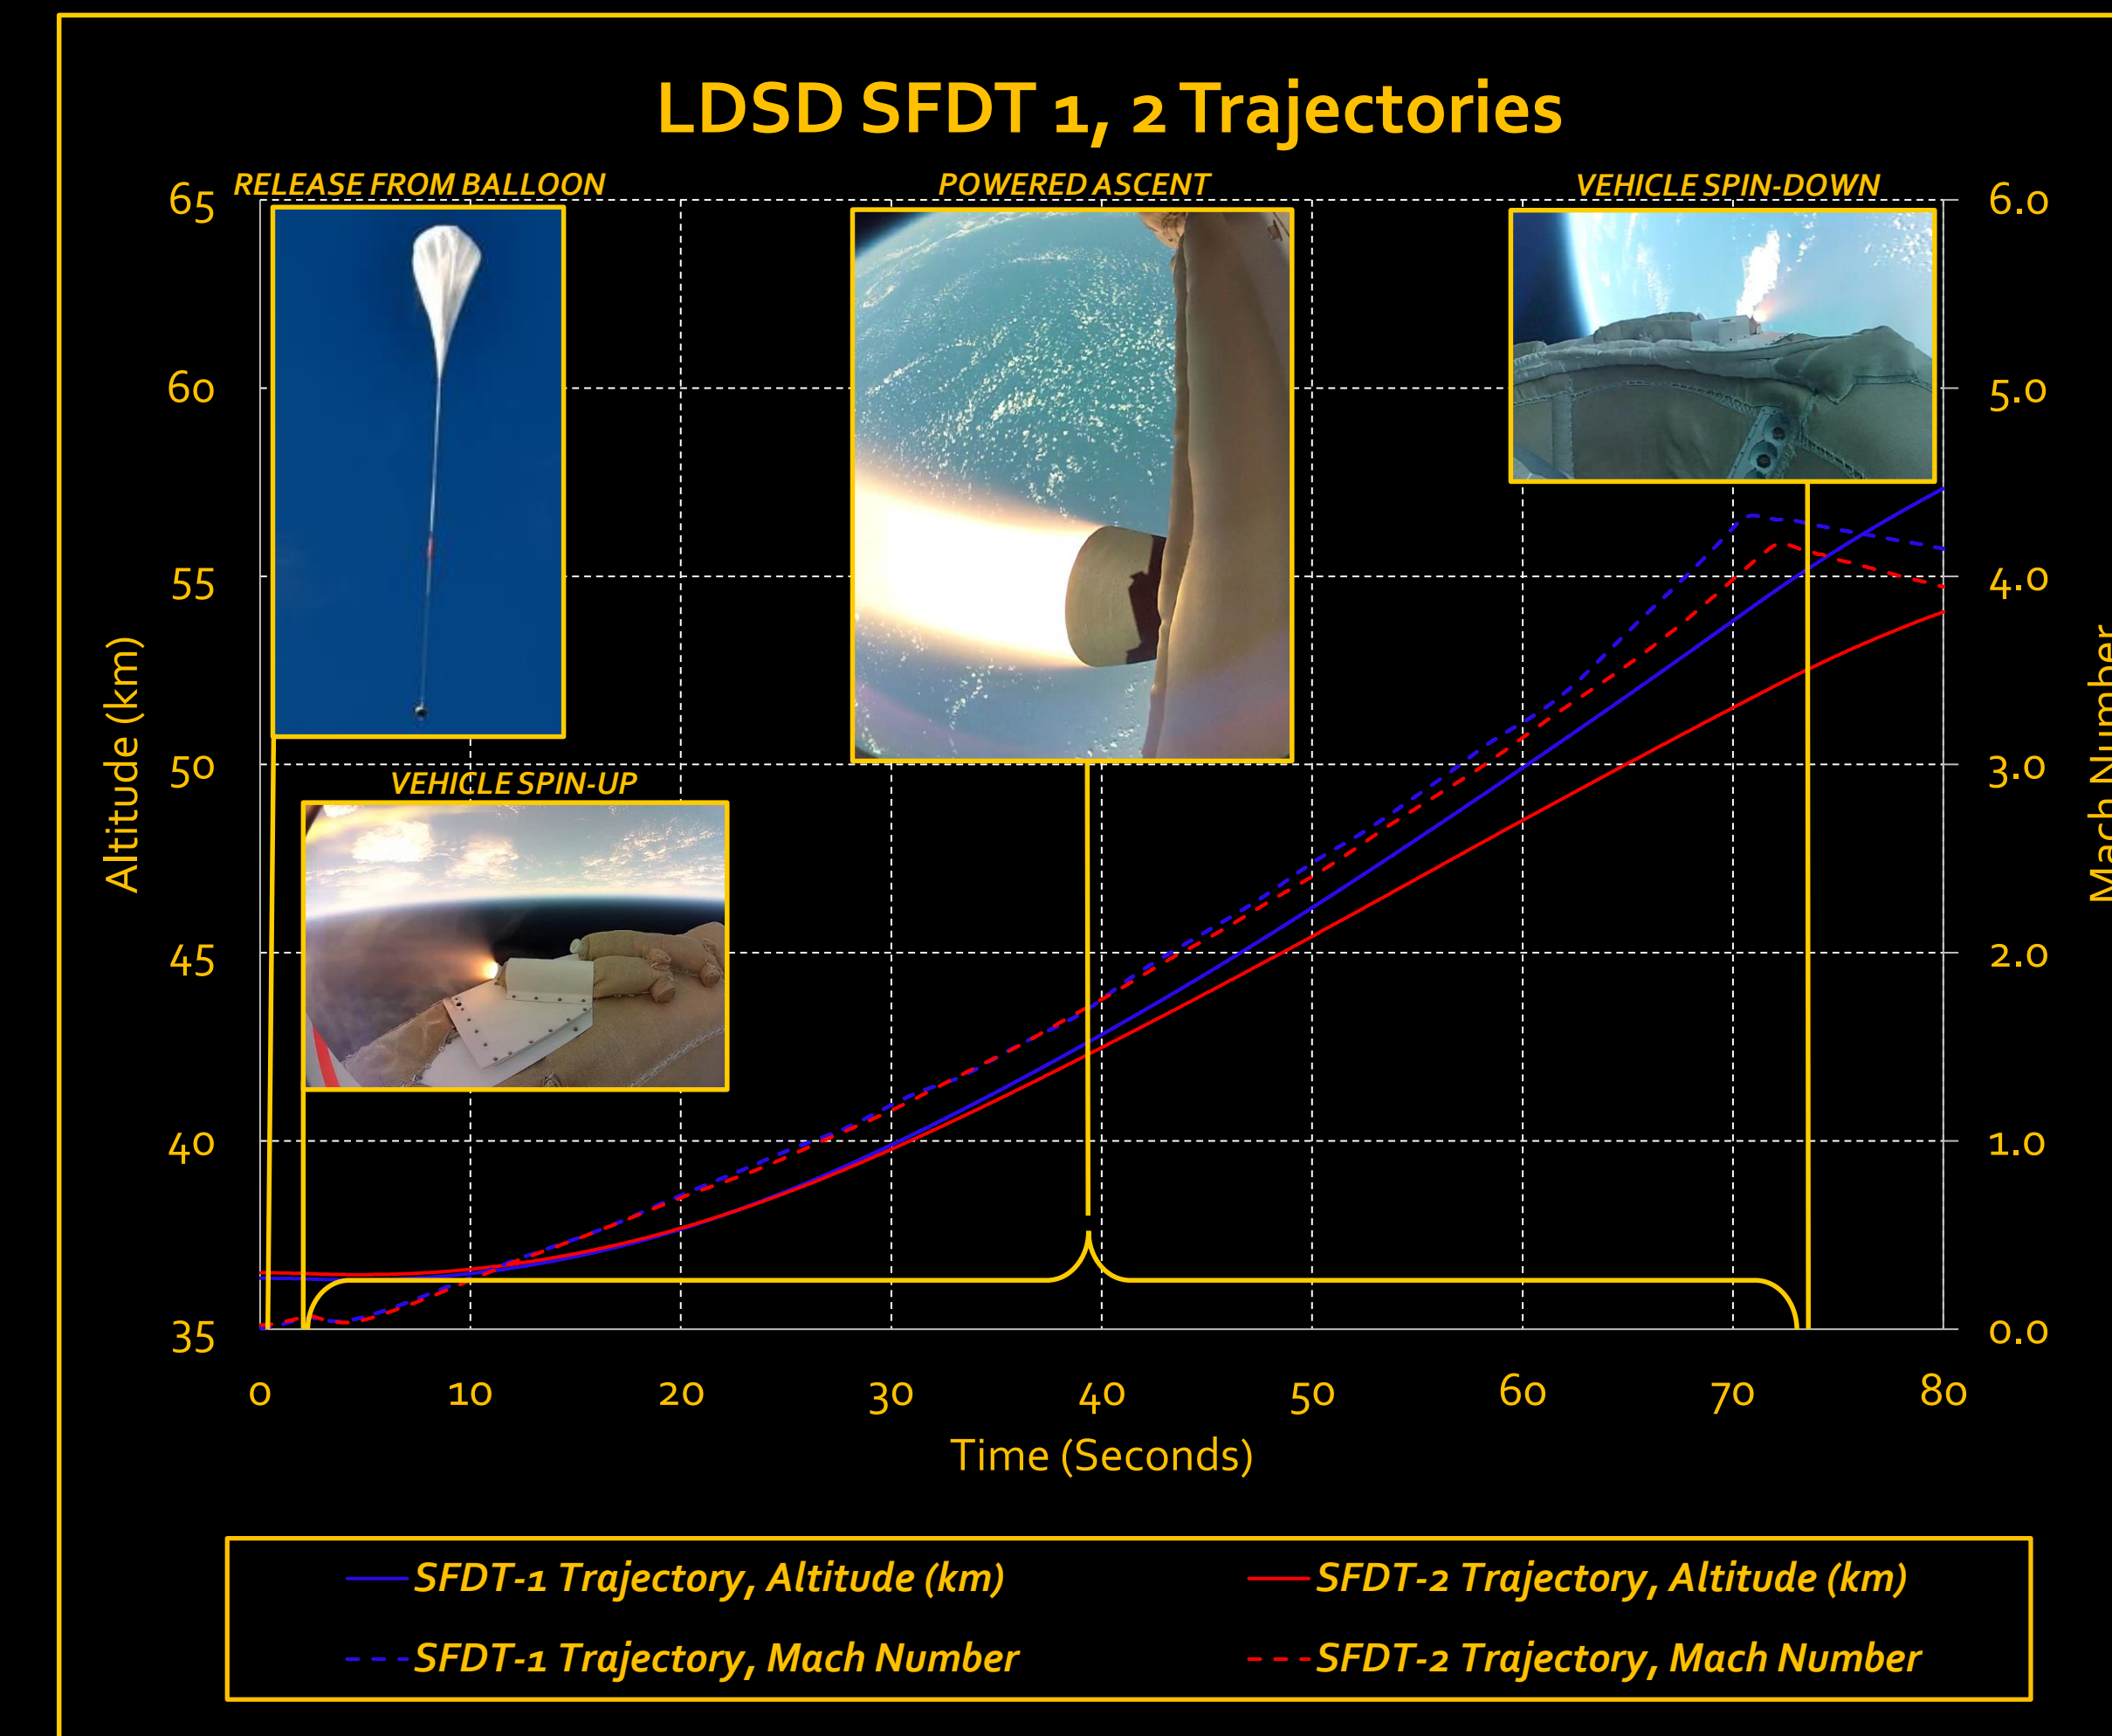 LDSD SFDT 1, 2 Trajectories
RELEASE FROM BALLOON
POWERED ASCENT
VEHICLE SPIN-DOWN
VEHICLE SPIN-UP
65
60
55
50
45
40
35
Altitude (km)
6.0
5.0
4.0
3.0
2.0
1.0
0.0
Mach Number
0 10 20 30 40 50 60 70 80
Time (Seconds)
SFDT-1 Trajectory, Altitude (km) SFDT-2 Trajectory, Altitude (km)
SFDT-1 Trajectory, Mach Number SFDT-2 Trajectory, Mach Number